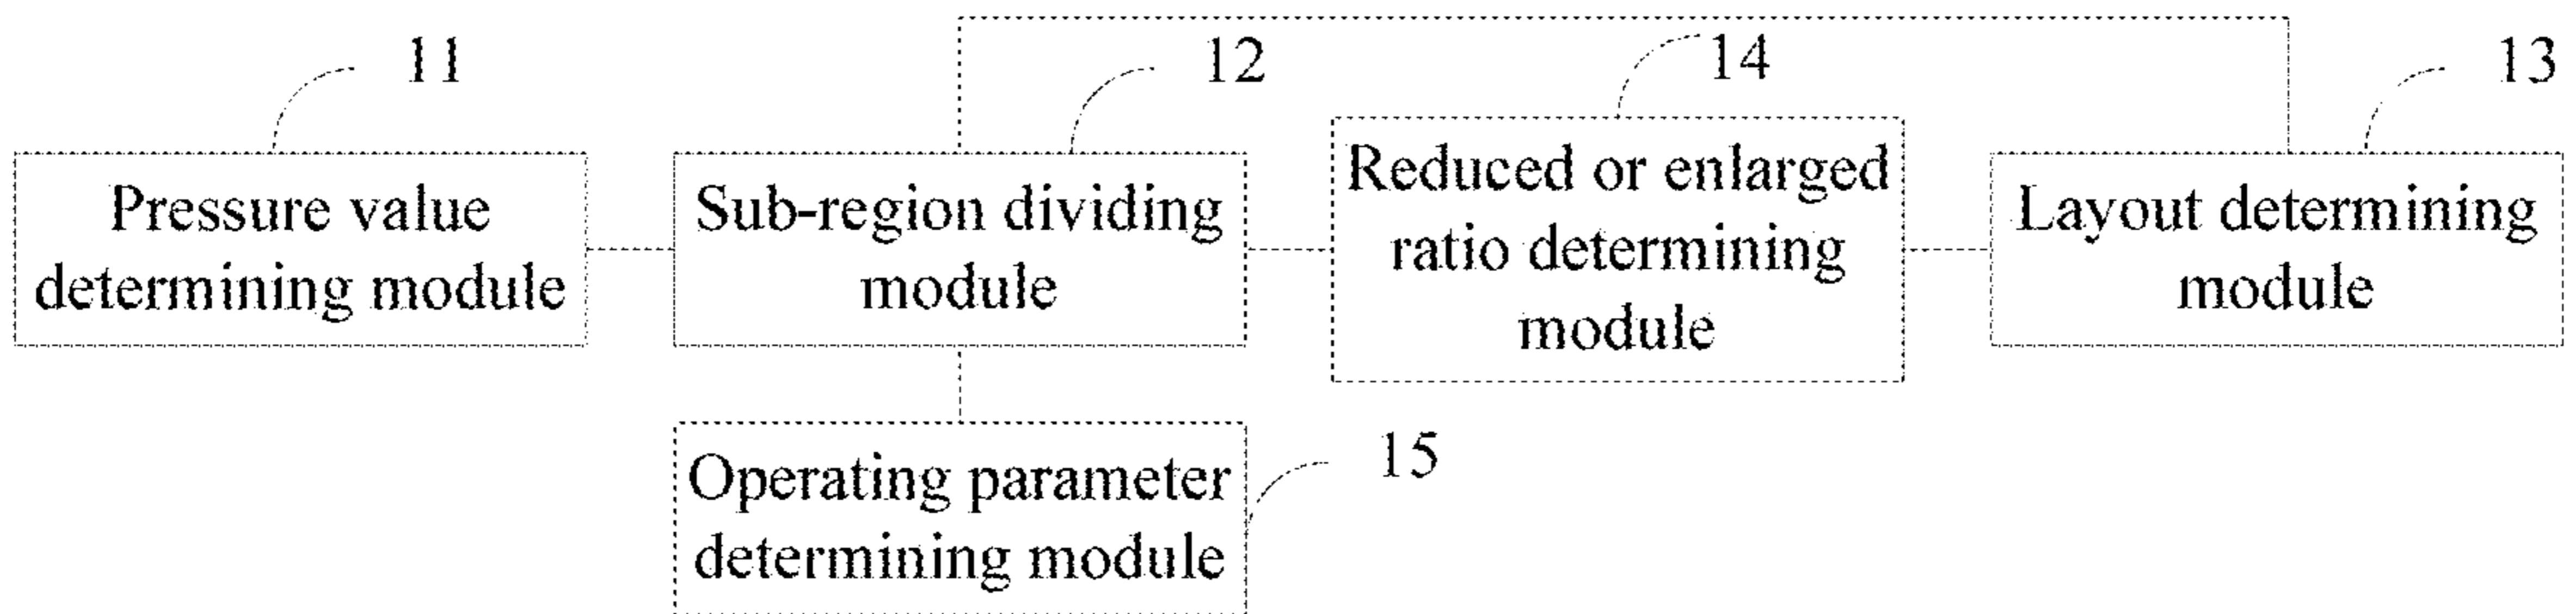 11
12
14
13
Pressure value
determining module
Sub-region dividing
module
Reduced or enlarged
ratio determining
module
Layout determining
module
Operating parameter
determining module
15